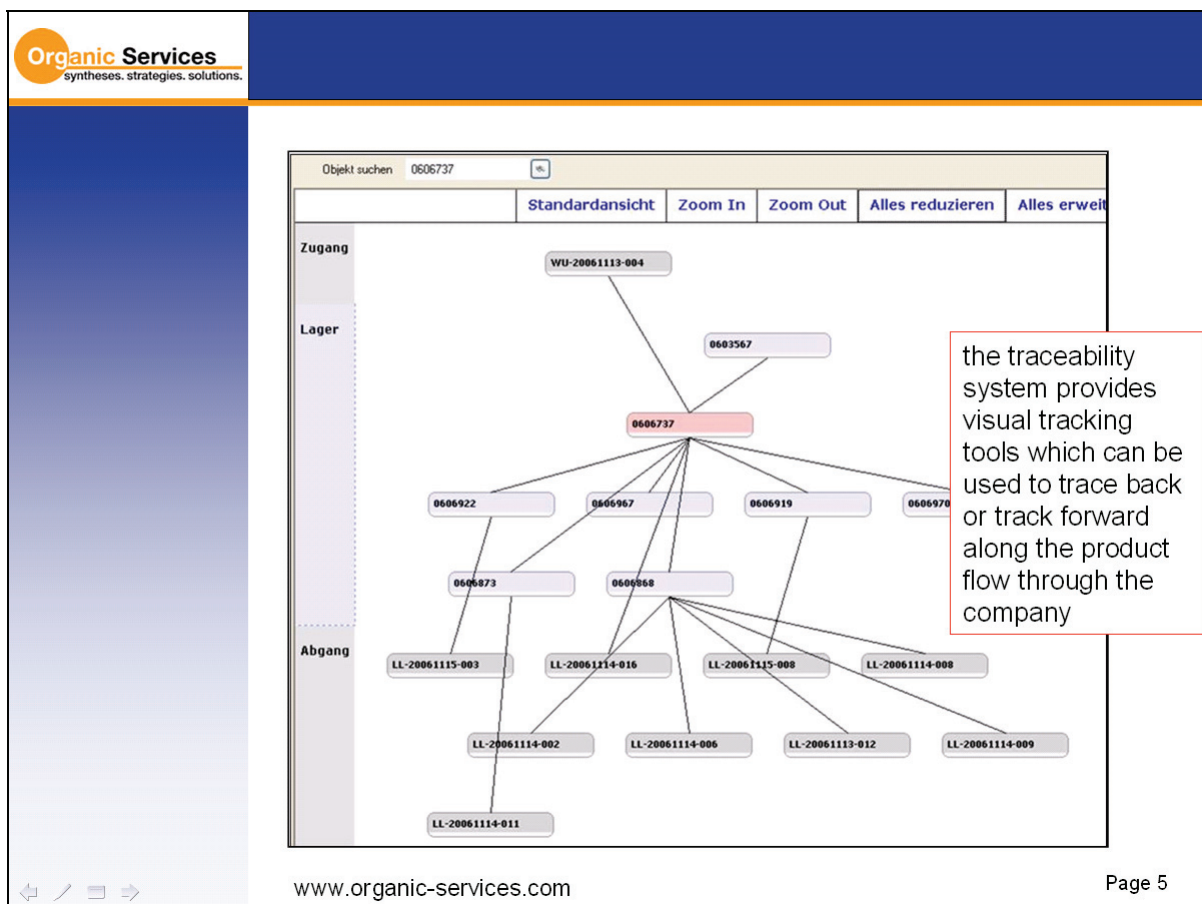 Organic Services
syntheses. strategies. solutions.
Objekt suchen 0606737
Standardansicht Zoom In Zoom Out Alles reduzieren Alles erweit
Zugang
WU-20061113-004
Lager
0603567
0606737
0606922 0606967 0606919 0606970
0606873 0606868
Abgang
LL-20061115-003 LL-20061114-016 LL-20061115-008 LL-20061114-008
LL-20061114-002 LL-20061114-006 LL-20061113-012 LL-20061114-009
LL-20061114-011
the traceability
system provides
visual tracking
tools which can be
used to trace back
or track forward
along the product
flow through the
company
www.organic-services.com
Page 5